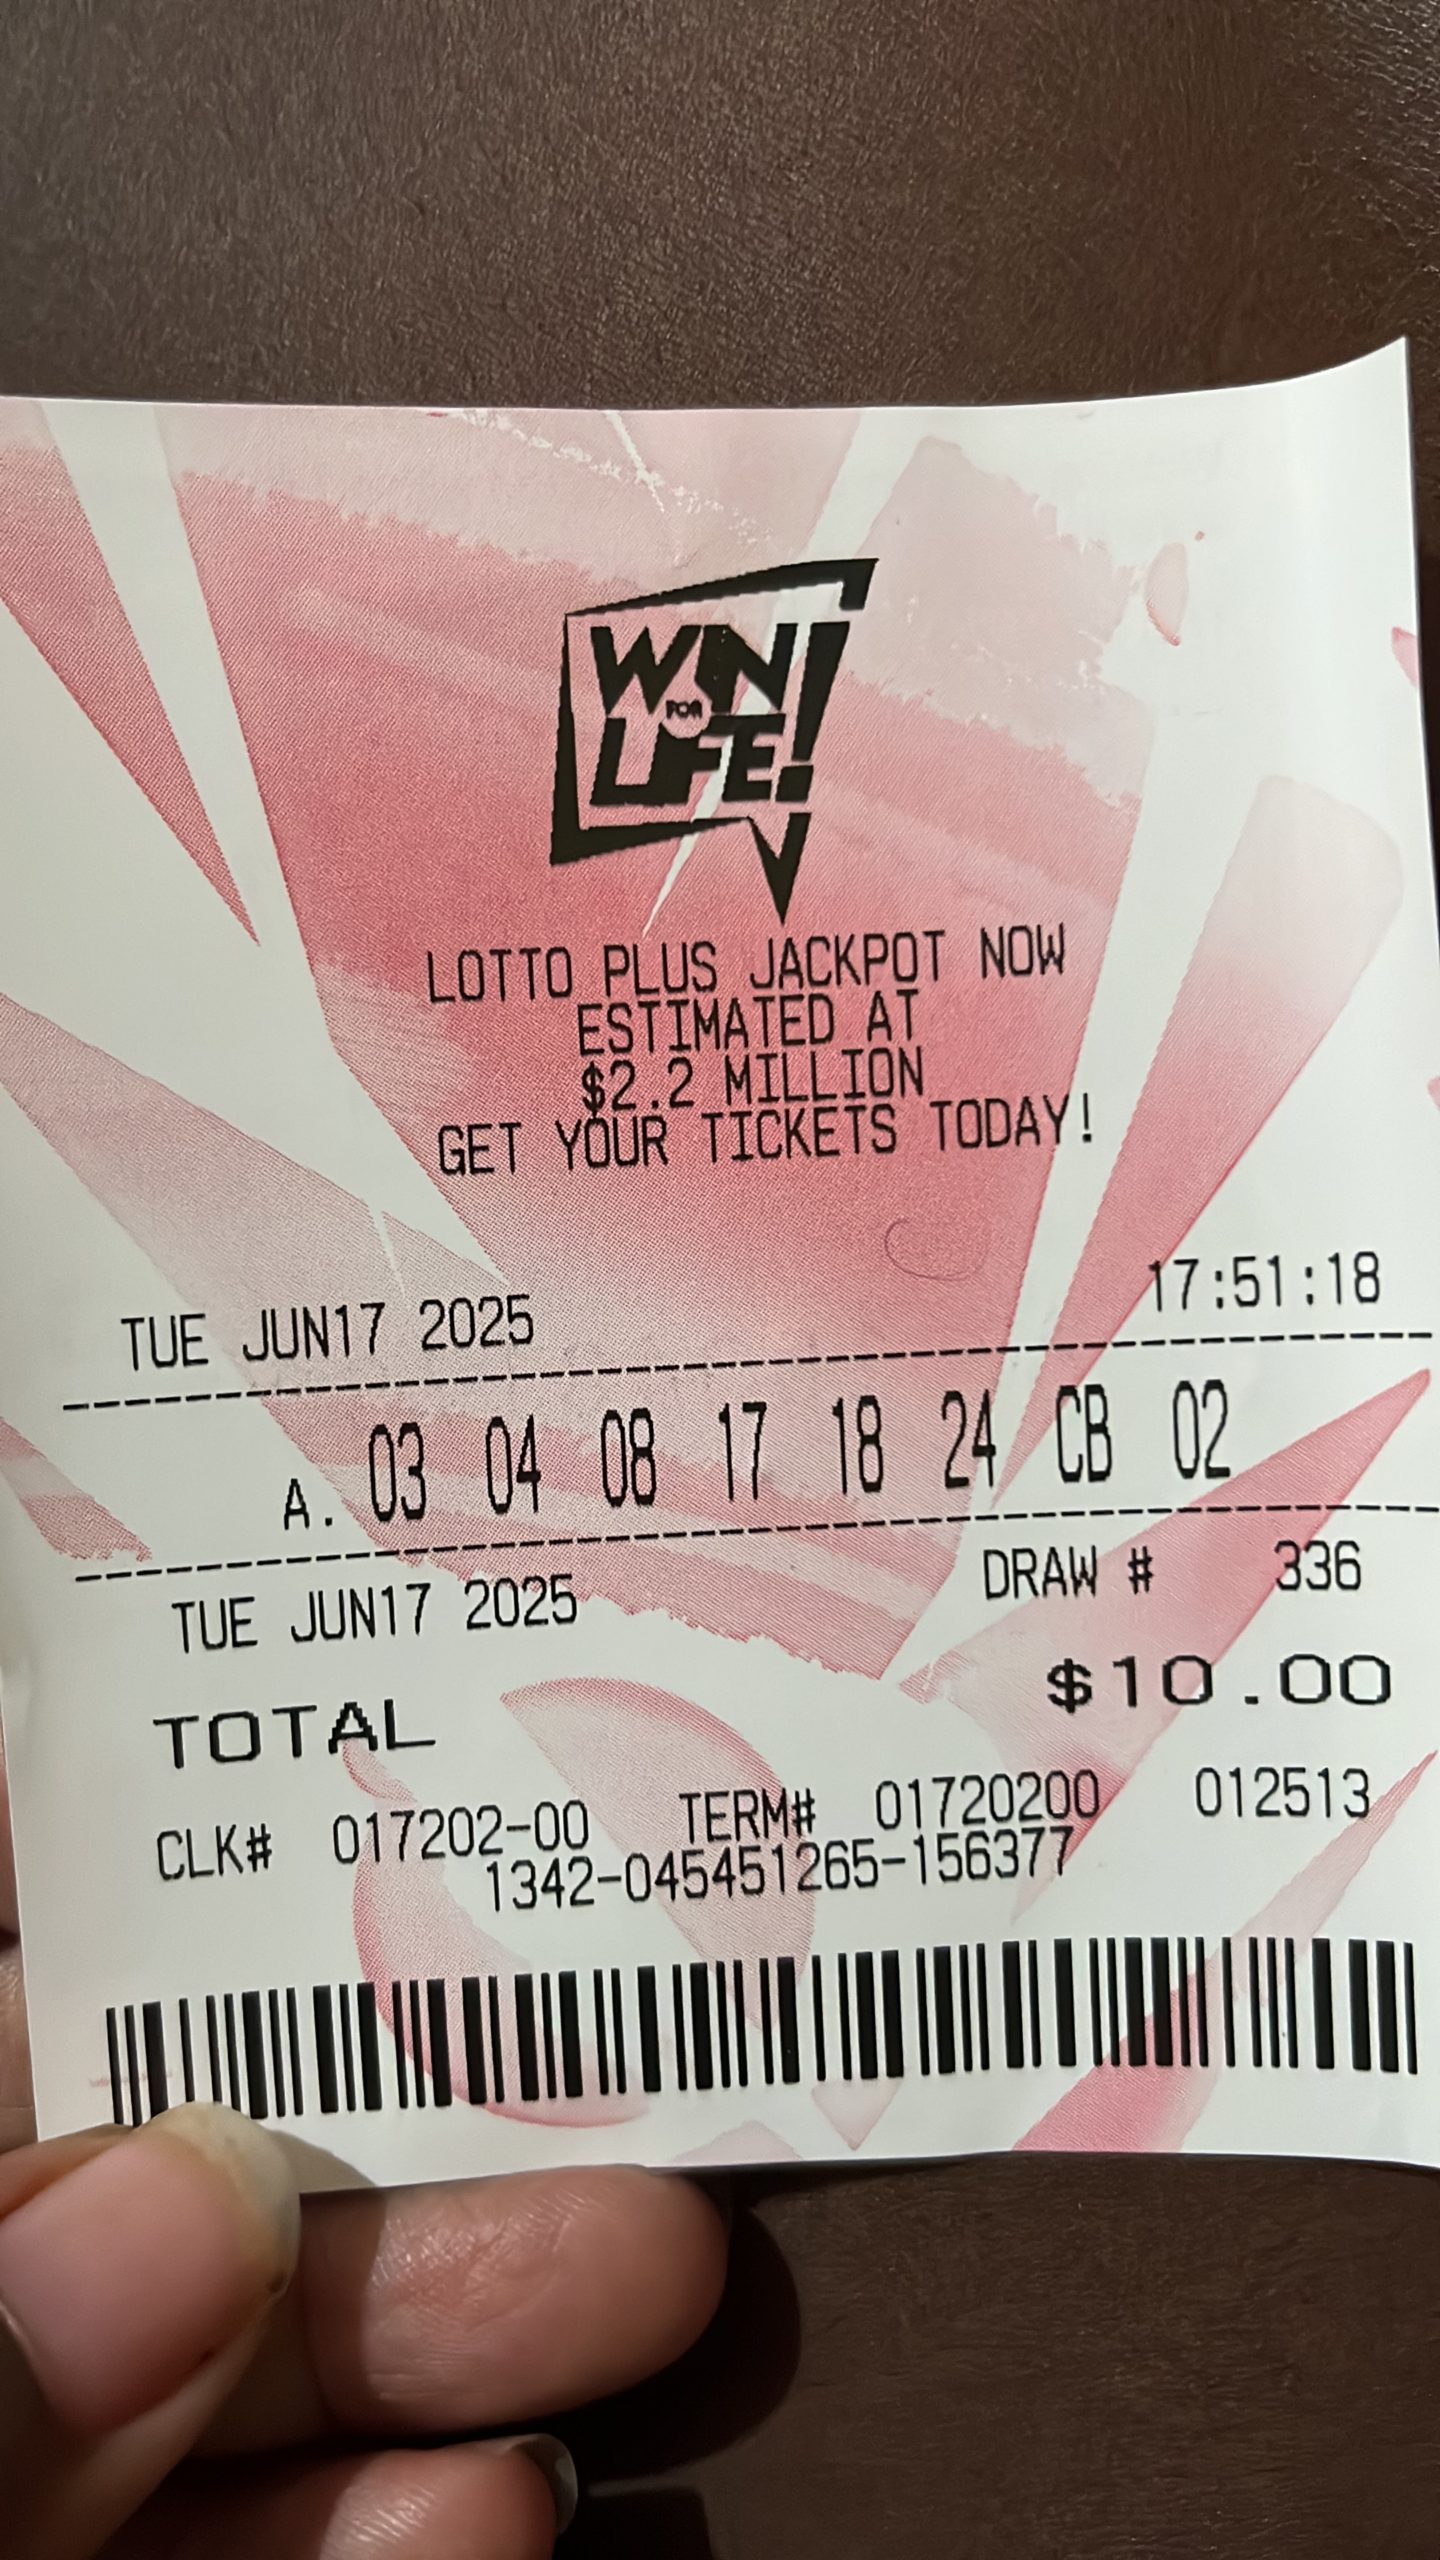 WIN
FOR
LIFE!
LOTTO PLUS JACKPOT NOW
ESTIMATED AT
$2.2 MILLION
GET YOUR TICKETS TODAY!
TUE JUN17 2025 17:51:18
A. 03 04 08 17 18 24 CB 02
TUE JUN17 2025 DRAW # 336
TOTAL $10.00
CLK# 017202-00 TERM# 01720200 012513
1342-045451265-156377